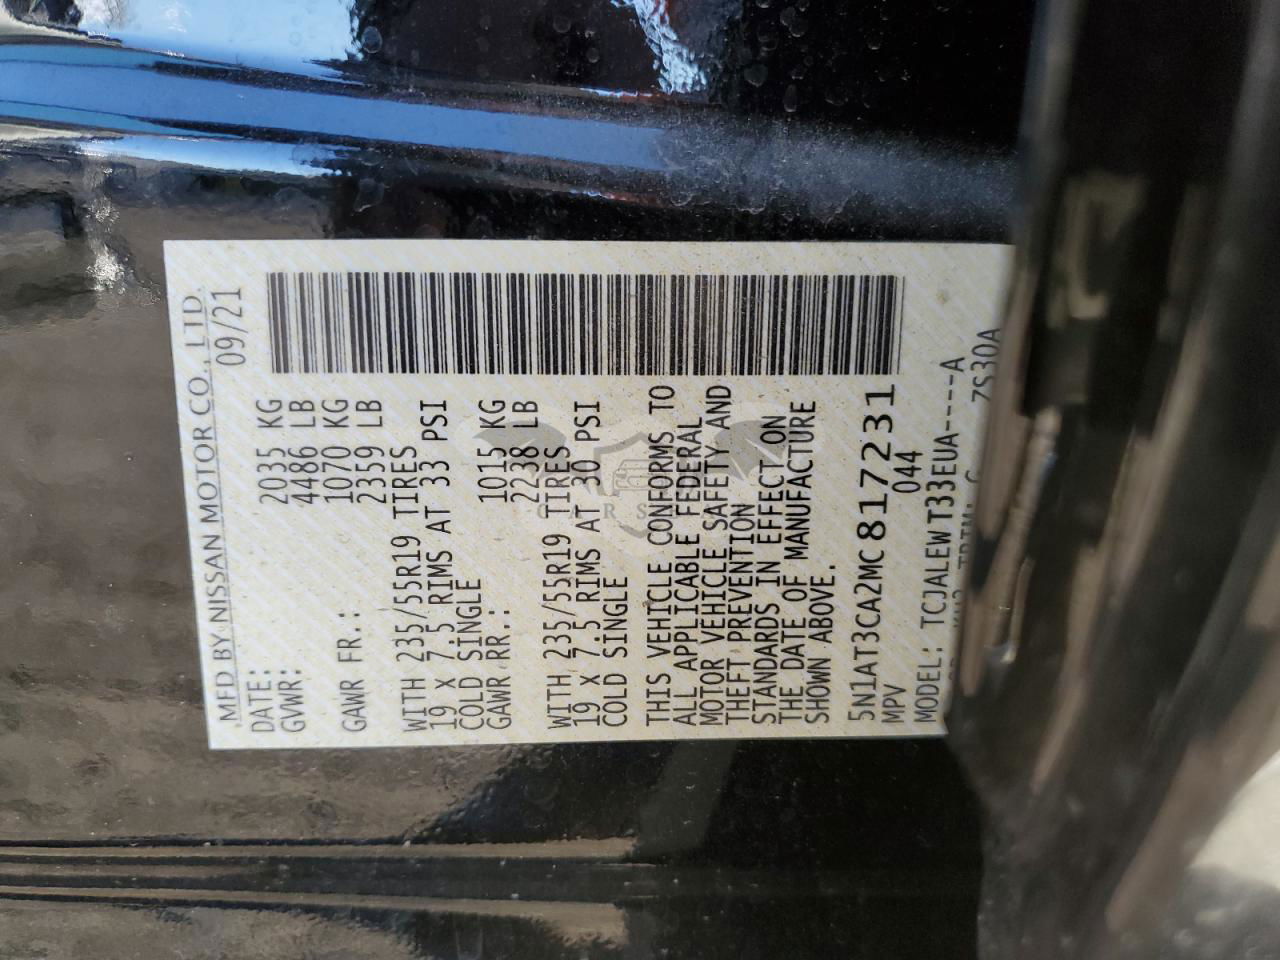 MFD BY NISSAN MOTOR CO., LTD.
DATE: 09/21
GVWR: 2035 KG
4486 LB
GAWR FR.: 1070 KG
2359 LB
WITH 235/55R19 TIRES
19 x 7.5 RIMS AT 33 PSI
COLD SINGLE
GAWR RR.: 1015 KG
2238 LB
WITH 235/55R19 TIRES
19 x 7.5 RIMS AT 30 PSI
COLD SINGLE
THIS VEHICLE CONFORMS TO
ALL APPLICABLE FEDERAL
MOTOR VEHICLE SAFETY AND
THEFT PREVENTION
STANDARDS IN EFFECT ON
THE DATE OF MANUFACTURE
SHOWN ABOVE.
5N1AT3CA2MC817231
MPV 044
MODEL: TCJALEWT33EUA----A
TRIM: G ZS30A